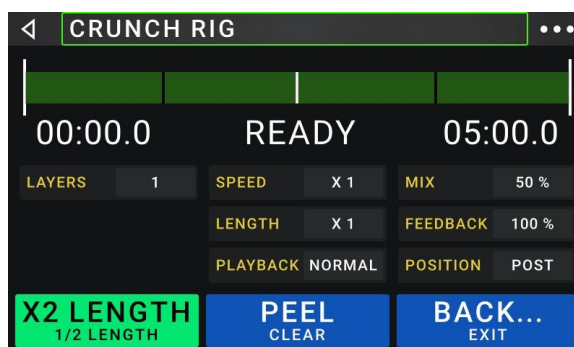 CRUNCH RIG
00:00.0 READY 05:00.0
LAYERS 1 SPEED X 1 MIX 50 %
LENGTH X 1 FEEDBACK 100 %
PLAYBACK NORMAL POSITION POST
X2 LENGTH PEEL BACK...
1/2 LENGTH CLEAR EXIT